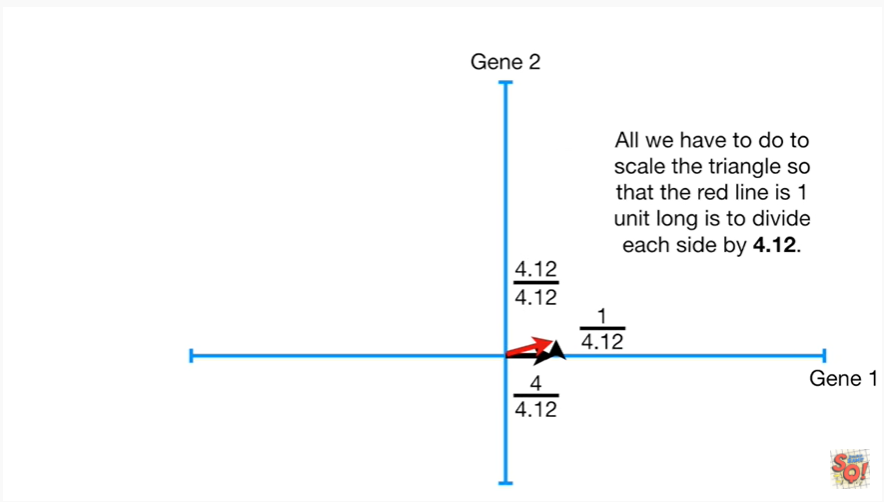 Gene 2
All we have to do to
scale the triangle so
that the red line is 1
unit long is to divide
each side by 4.12.
4.12
4.12
1
4.12
4
4.12
Gene 1
SQ!